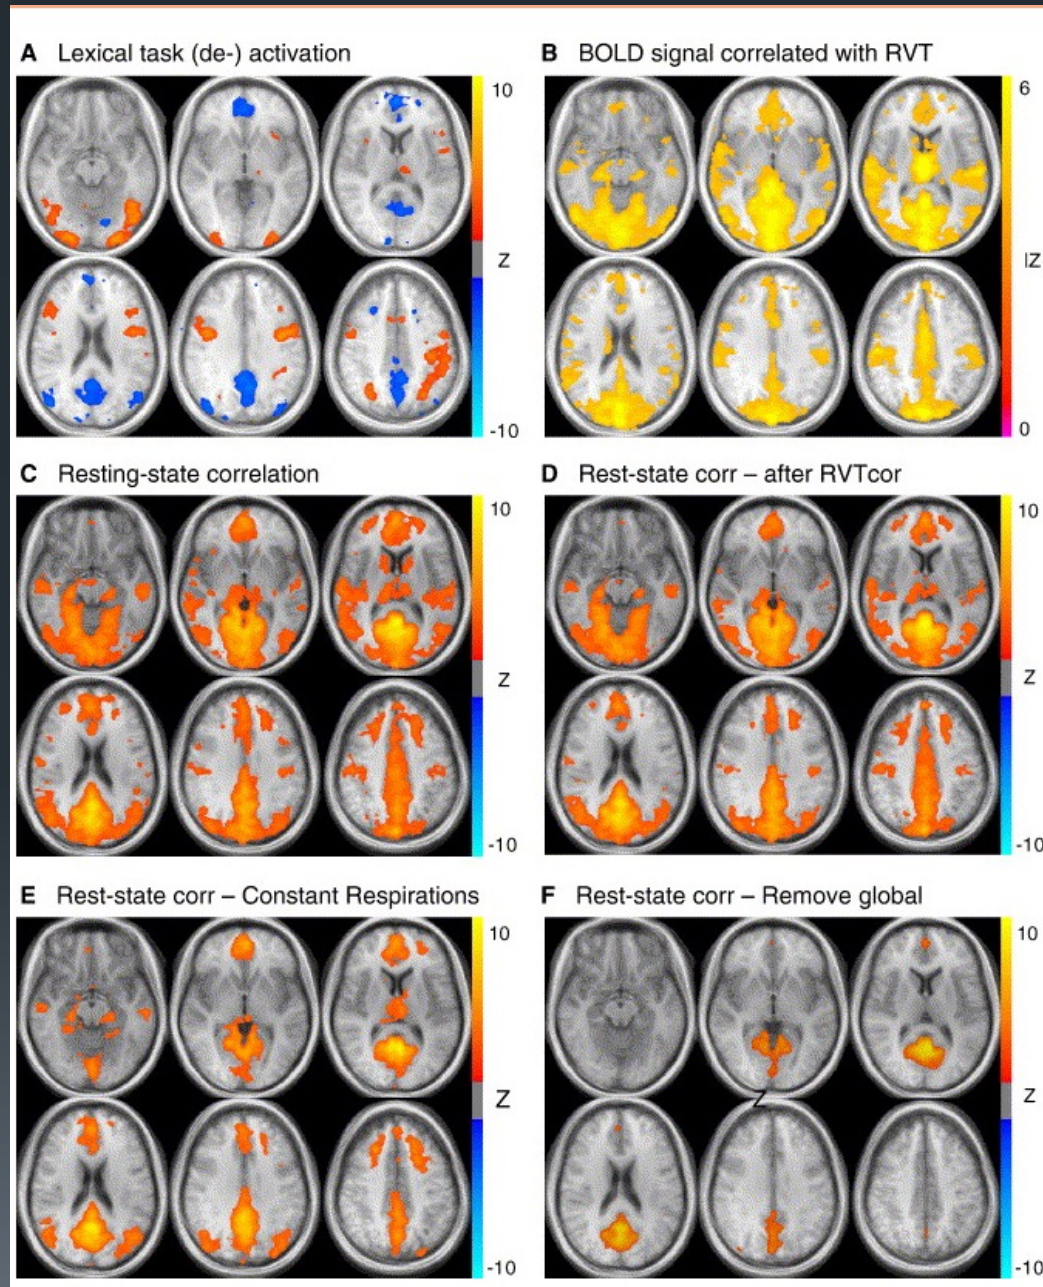 A Lexical task (de-) activation
10
Z
-10
B BOLD signal correlated with RVT
6
|Z
0
C Resting-state correlation
10
Z
-10
D Rest-state corr – after RVTcor
10
Z
-10
E Rest-state corr – Constant Respirations
10
Z
-10
F Rest-state corr – Remove global
10
Z
Z
-10